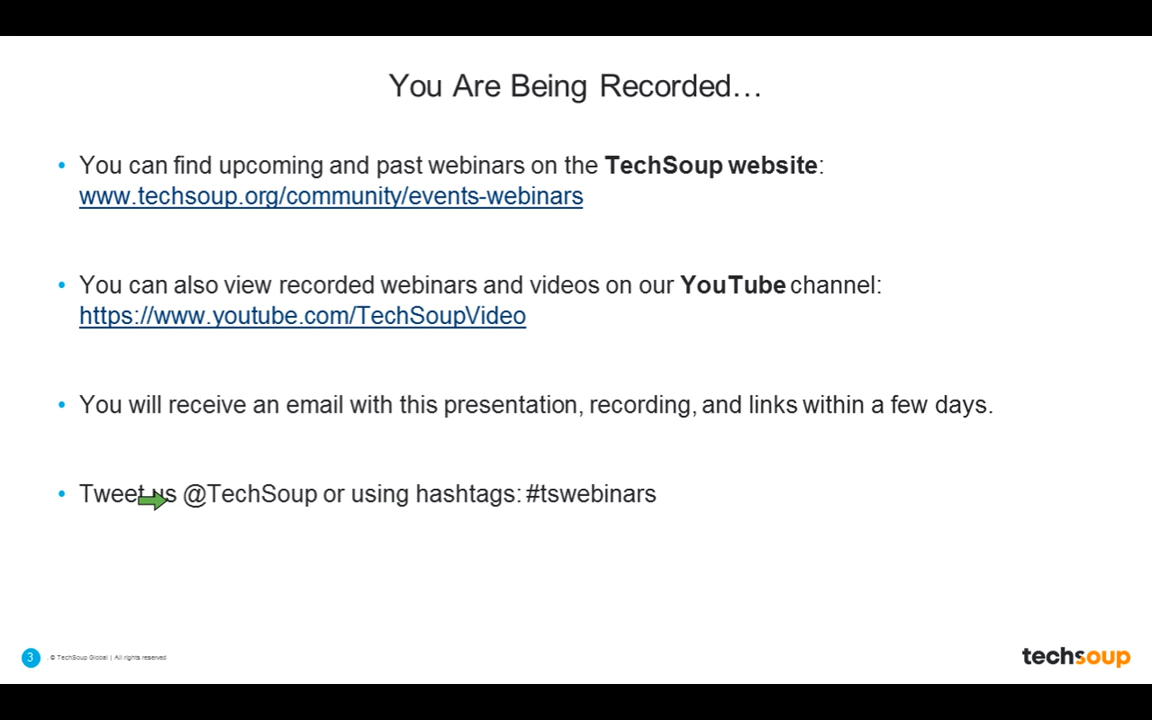 You Are Being Recorded…
• You can find upcoming and past webinars on the TechSoup website:
www.techsoup.org/community/events-webinars
• You can also view recorded webinars and videos on our YouTube channel:
https://www.youtube.com/TechSoupVideo
• You will receive an email with this presentation, recording, and links within a few days.
• Tweet us @TechSoup or using hashtags: #tswebinars
3 © TechSoup Global | All rights reserved
techsoup